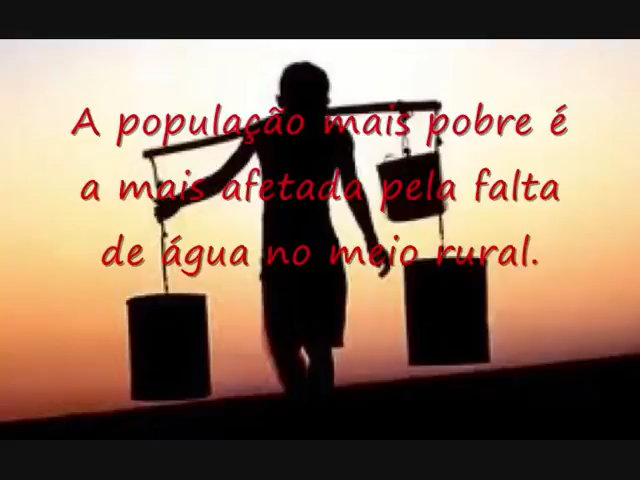 A população mais pobre é
a mais afetada pela falta
de água no meio rural.